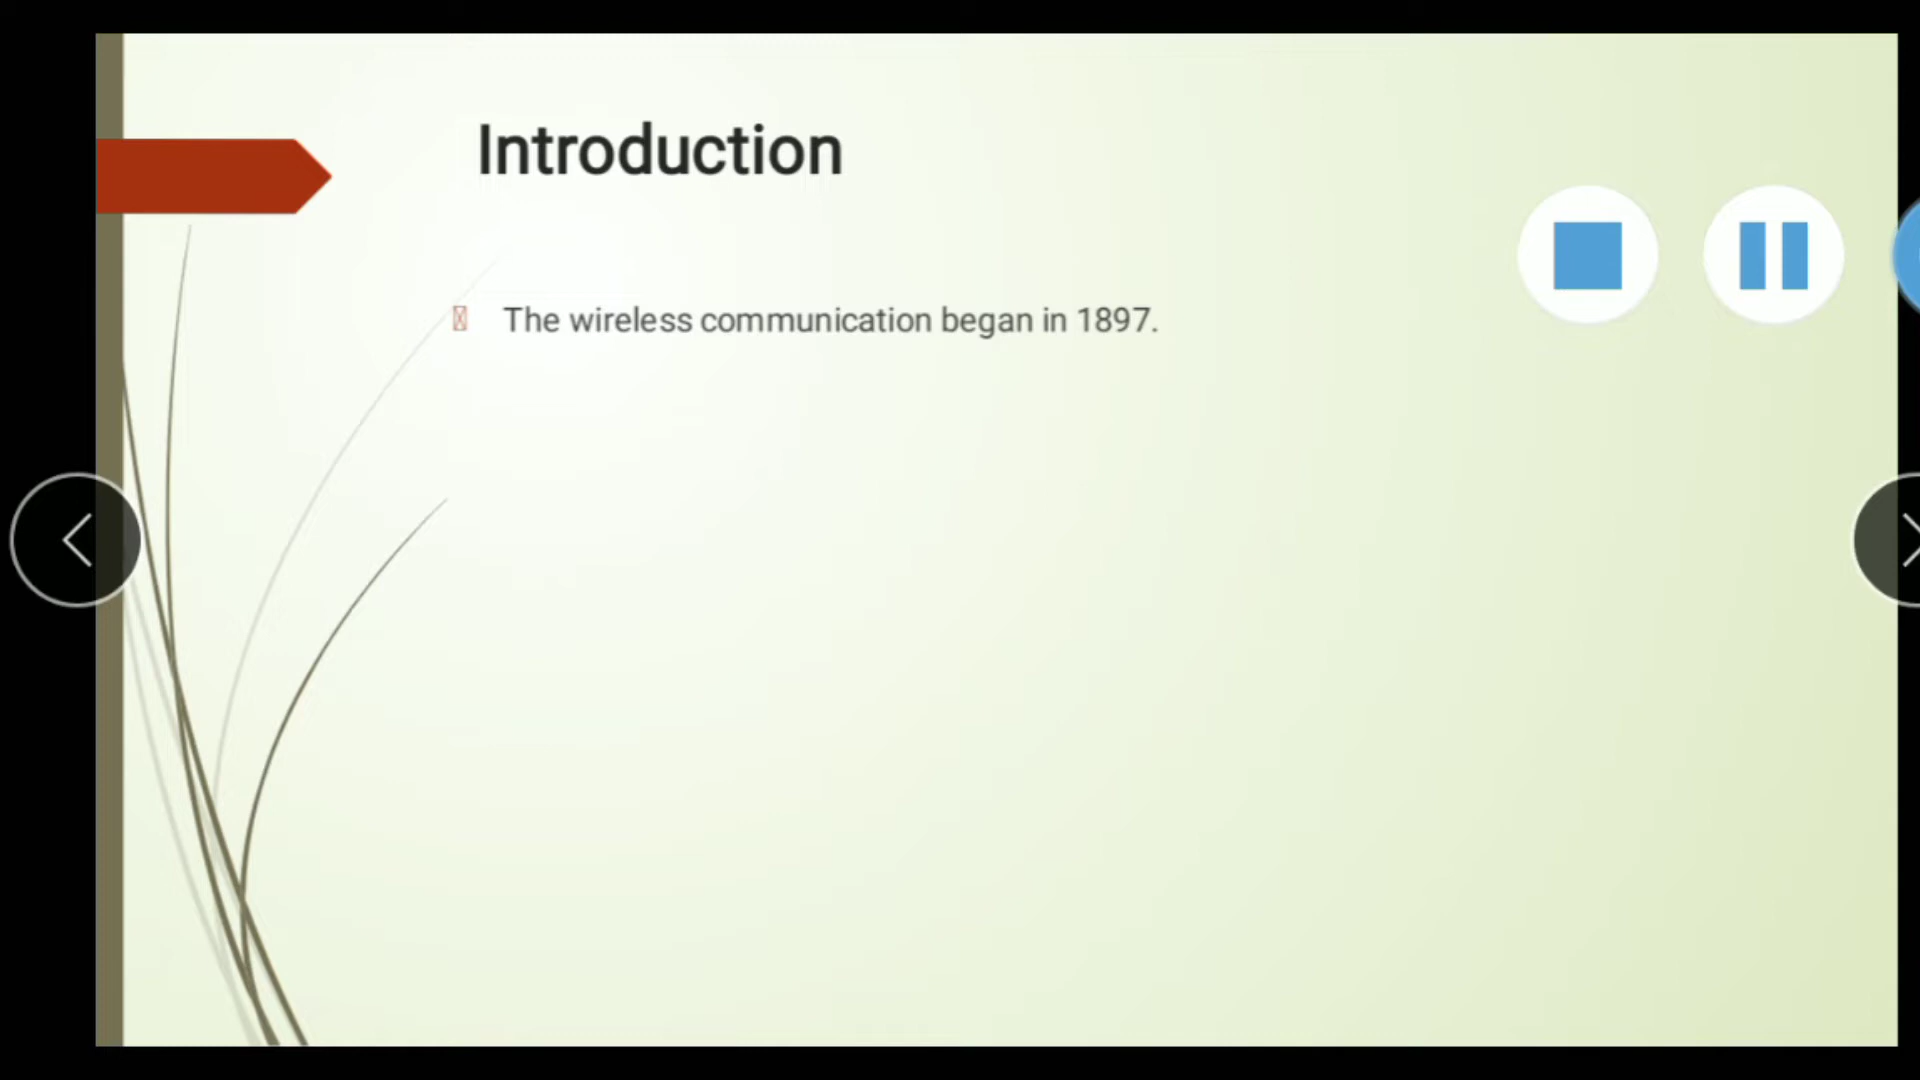 Introduction
The wireless communication began in 1897.